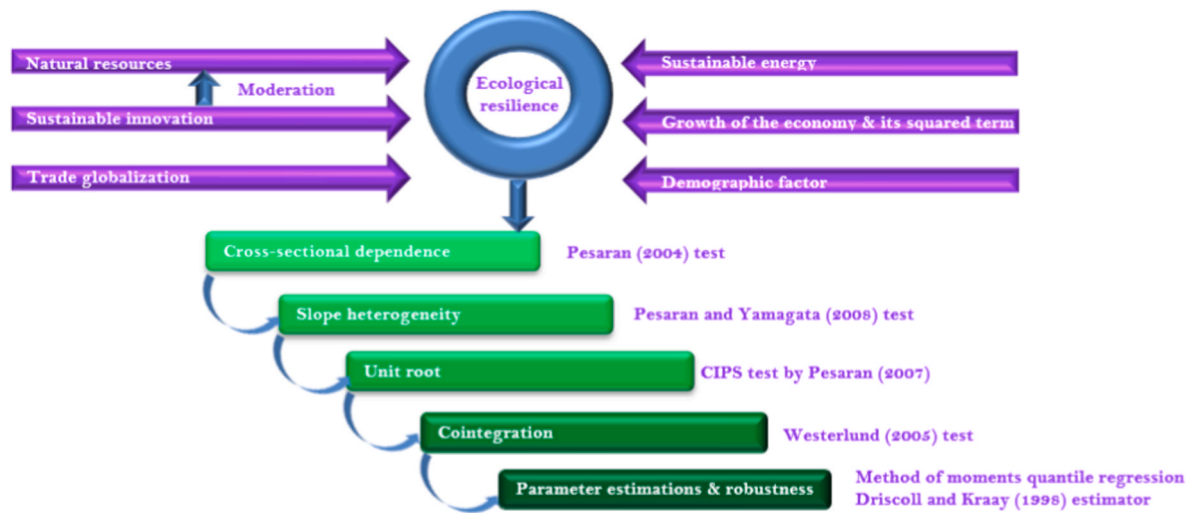 Natural resources
Moderation
Sustainable innovation
Trade globalization
Ecological
resilience
Sustainable energy
Growth of the economy & its squared term
Demographic factor
Cross-sectional dependence
Pesaran (2004) test
Slope heterogeneity
Pesaran and Yamagata (2008) test
Unit root
CIPS test by Pesaran (2007)
Cointegration
Westerlund (2005) test
Parameter estimations & robustness
Method of moments quantile regression
Driscoll and Kraay (1998) estimator